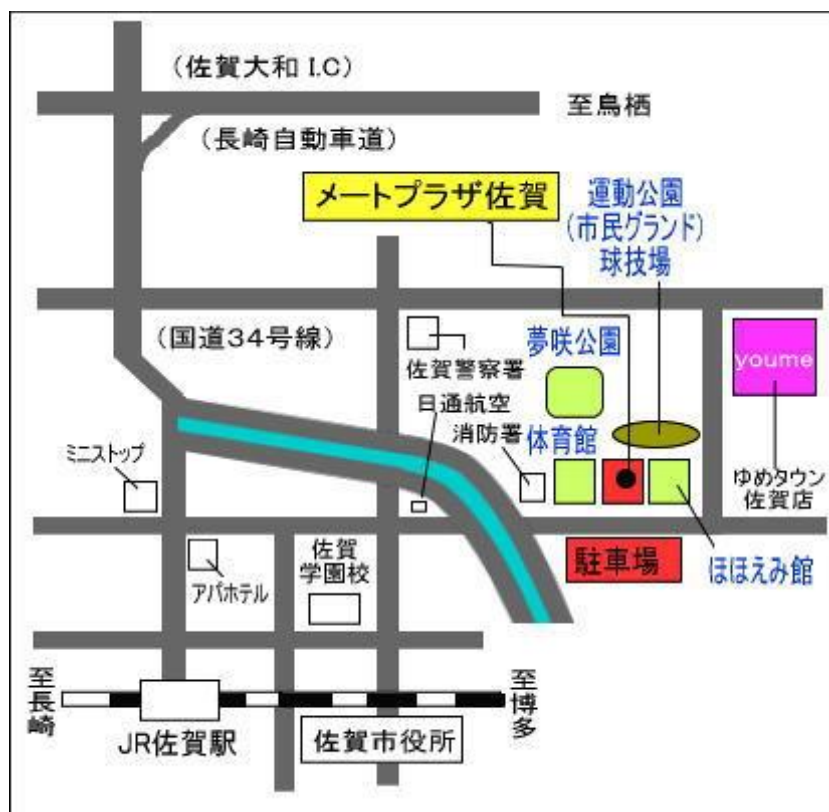 （佐賀大和 I.C）
至鳥栖
（長崎自動車道）
メートプラザ佐賀
運動公園
（市民グランド）
球技場
（国道34号線）
佐賀警察署
夢咲公園
youme
日通航空
消防署
体育館
ミニストップ
ゆめタウン
佐賀店
佐賀
学園校
アパホテル
駐車場
ほほえみ館
至長崎
至博多
JR佐賀駅
佐賀市役所